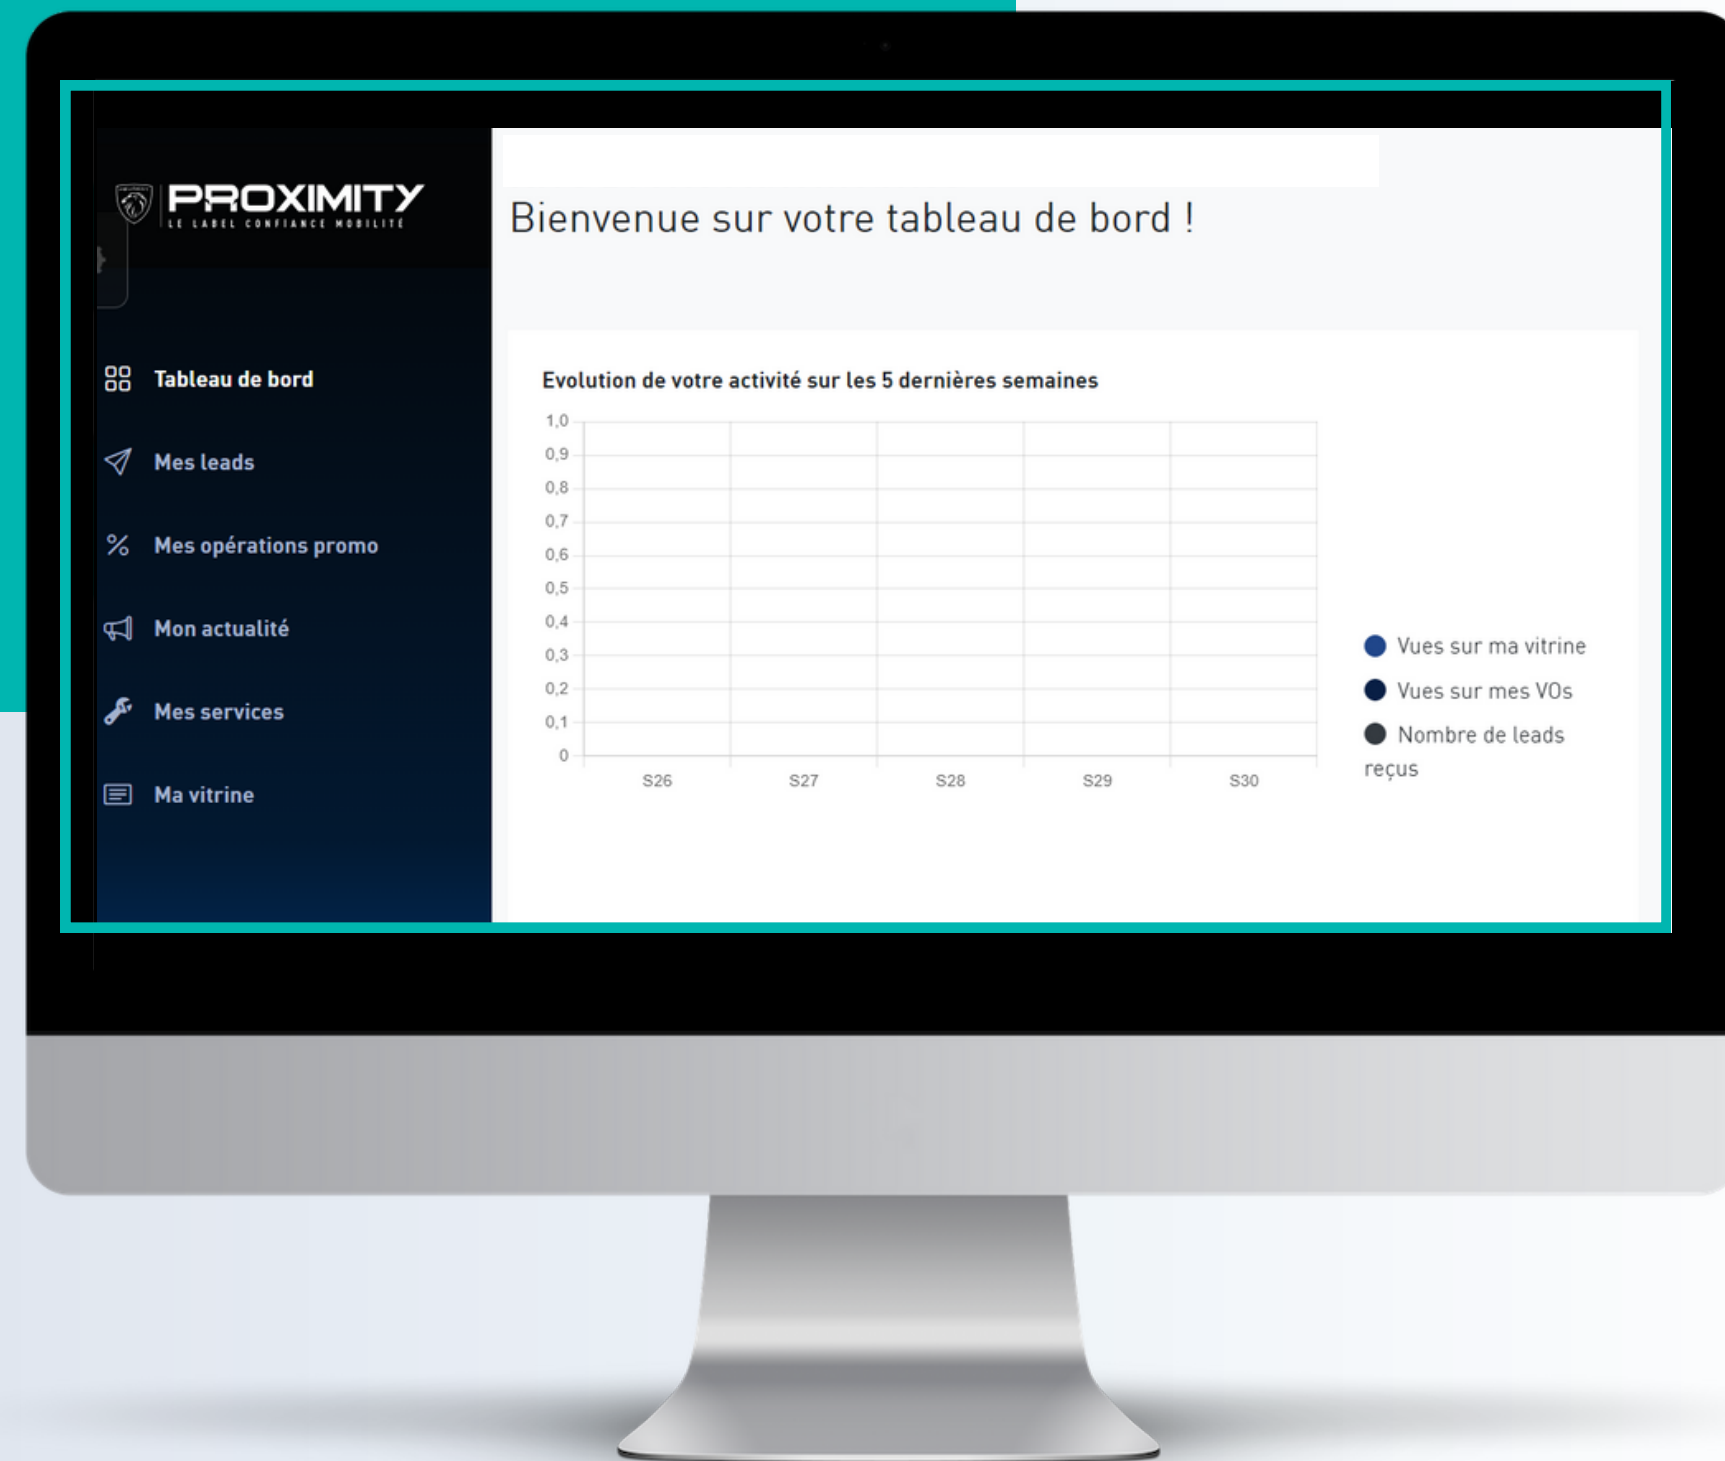 PROXIMITY
LE LABEL CONFIANCE MOBILITÉ
Bienvenue sur votre tableau de bord !
Tableau de bord
Mes leads
Mes opérations promo
Mon actualité
Mes services
Ma vitrine
Evolution de votre activité sur les 5 dernières semaines
1,0
0,9
0,8
0,7
0,6
0,5
0,4
0,3
0,2
0,1
0
S26 S27 S28 S29 S30
Vues sur ma vitrine
Vues sur mes VOs
Nombre de leads
reçus